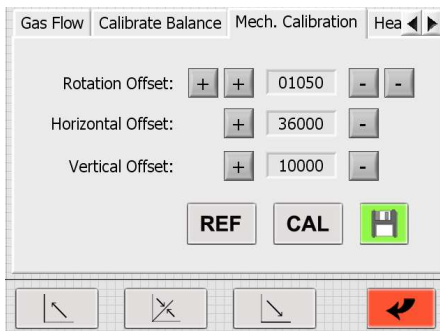 Gas Flow Calibrate Balance Mech. Calibration Hea
Rotation Offset: + + 01050 - -
Horizontal Offset: + 36000 -
Vertical Offset: + 10000 -
REF CAL